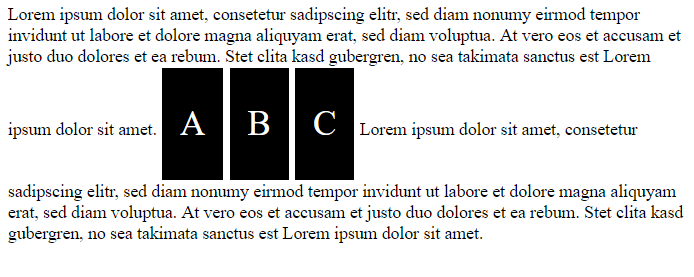 Lorem ipsum dolor sit amet, consetetur sadipscing elitr, sed diam nonumy eirmod tempor
invidunt ut labore et dolore magna aliquyam erat, sed diam voluptua. At vero eos et accusam et
justo duo dolores et ea rebum. Stet clita kasd gubergren, no sea takimata sanctus est Lorem
ipsum dolor sit amet. A B C Lorem ipsum dolor sit amet, consetetur
sadipscing elitr, sed diam nonumy eirmod tempor invidunt ut labore et dolore magna aliquyam
erat, sed diam voluptua. At vero eos et accusam et justo duo dolores et ea rebum. Stet clita kasd
gubergren, no sea takimata sanctus est Lorem ipsum dolor sit amet.